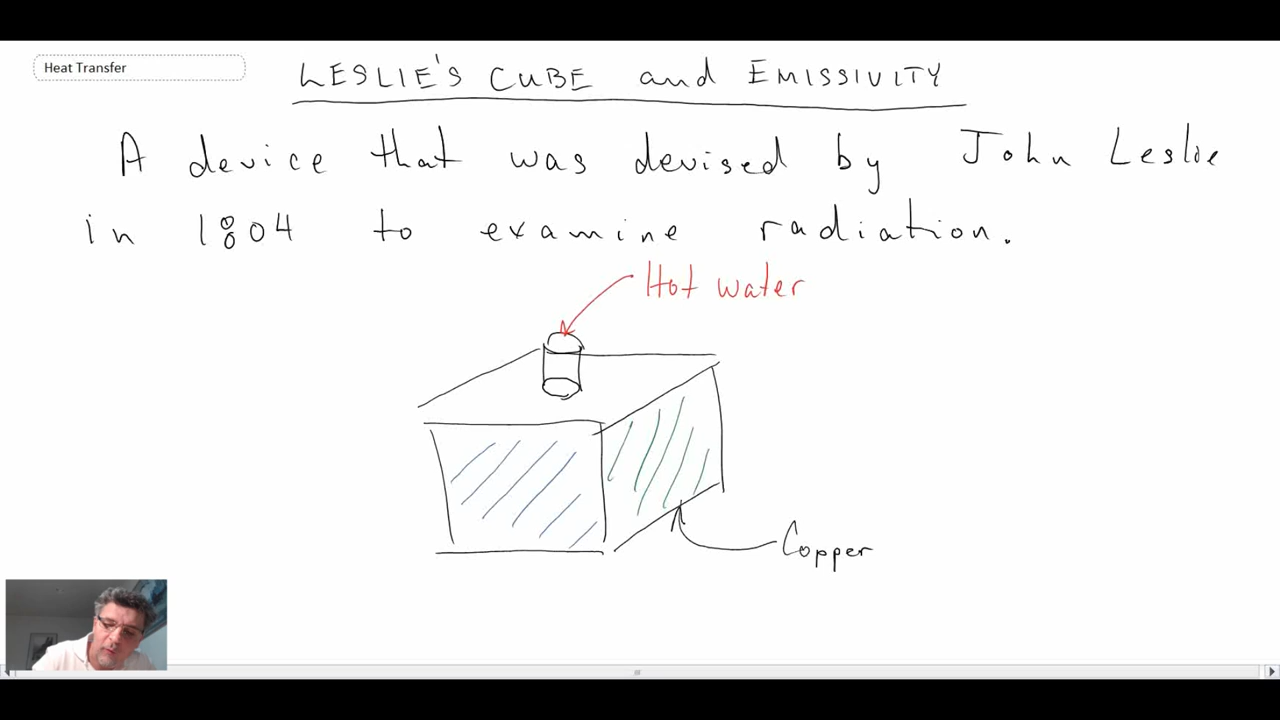 Heat Transfer
LESLIE'S CUBE and EMISSIVITY
A device that was devised by John Leslie
in 1804 to examine radiation.
Hot water
Copper